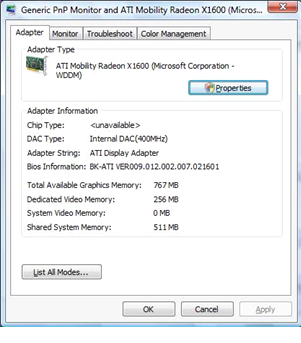 Generic PnP Monitor and ATI Mobility Radeon X1600 (Micros...
Adapter Monitor Troubleshoot Color Management
Adapter Type
ATI Mobility Radeon X1600 (Microsoft Corporation -
WDDM)
Properties
Adapter Information
Chip Type: <unavailable>
DAC Type: Internal DAC(400MHz)
Adapter String: ATI Display Adapter
Bios Information: BK-ATI VER009.012.002.007.021601
Total Available Graphics Memory: 767 MB
Dedicated Video Memory: 256 MB
System Video Memory: 0 MB
Shared System Memory: 511 MB
List All Modes...
OK Cancel Apply